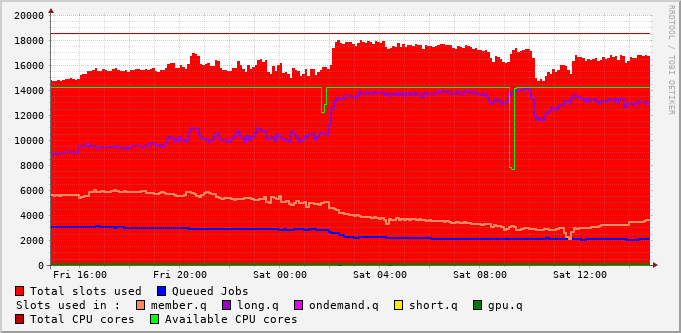 20000
18000
16000
14000
12000
10000
8000
6000
4000
2000
0
Fri 16:00 Fri 20:00 Sat 00:00 Sat 04:00 Sat 08:00 Sat 12:00
RRDTOOL / TOBI OETIKER
Total slots used Queued Jobs
Slots used in : member.q long.q ondemand.q short.q gpu.q
Total CPU cores Available CPU cores